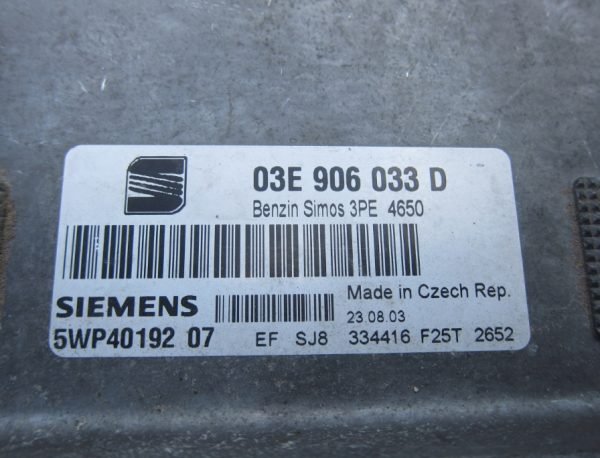 03E 906 033 D
Benzin Simos 3PE 4650
SIEMENS
Made in Czech Rep.
23.08.03
5WP40192 07 EF SJ8 334416 F25T 2652